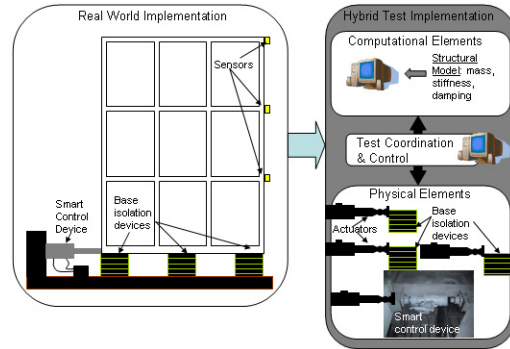 Real World Implementation
Sensors
Smart
Control
Device
Base
isolation
devices
Hybrid Test Implementation
Computational Elements
Structural
Model: mass,
stiffness,
damping
Test Coordination
& Control
Physical Elements
Actuators
Base
isolation
devices
Smart
control device